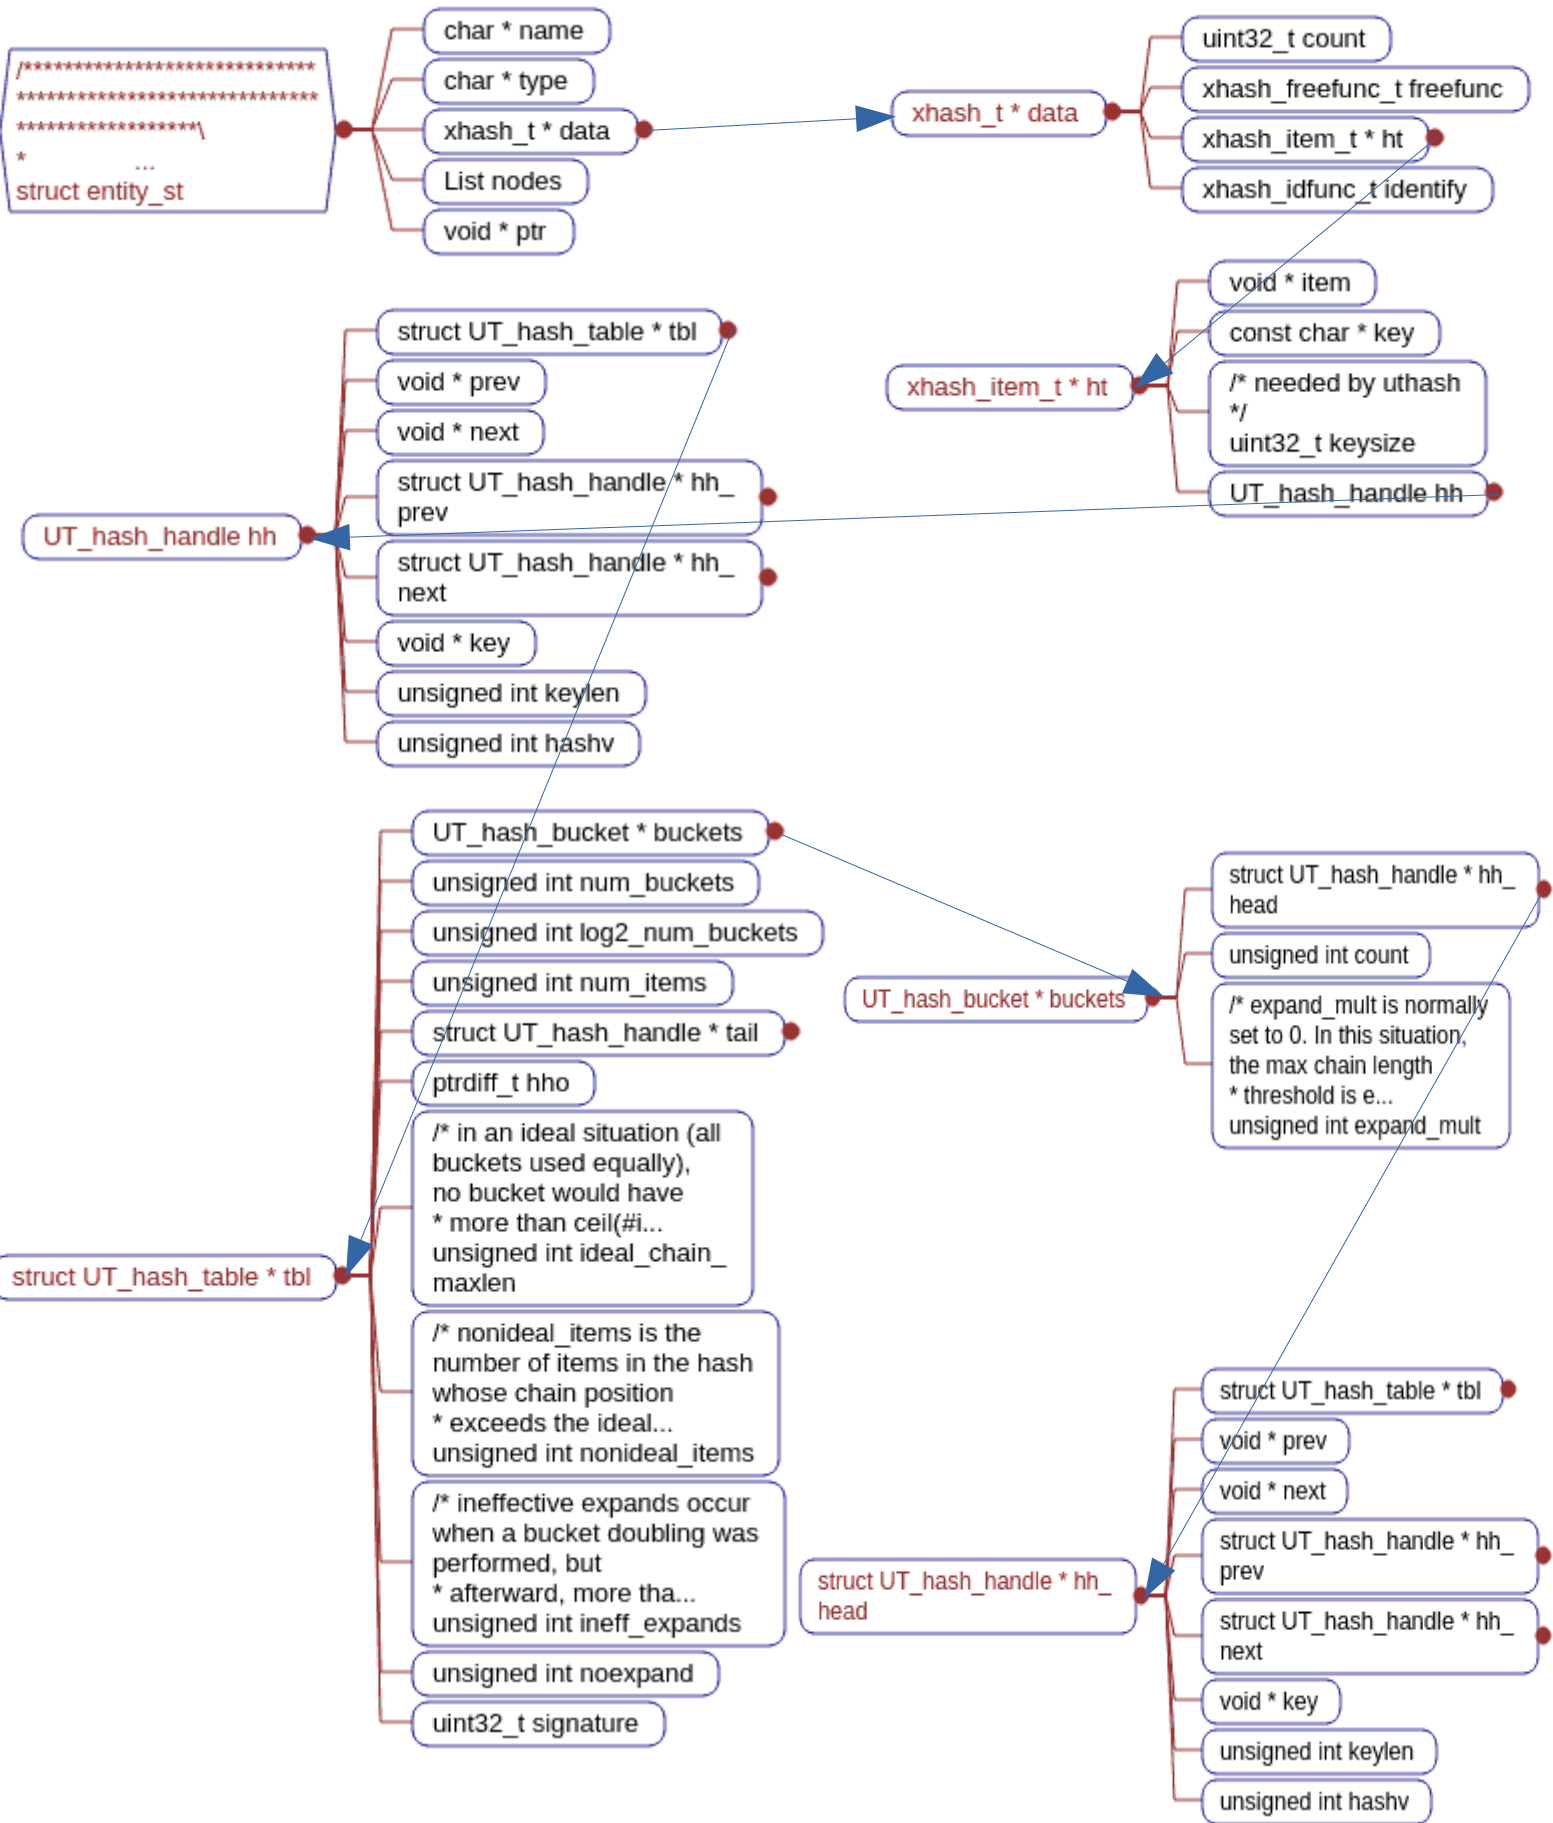 /*****************************
******************************
******************\
* ...
struct entity_st
char * name
char * type
xhash_t * data
List nodes
void * ptr
xhash_t * data
uint32_t count
xhash_freefunc_t freefunc
xhash_item_t * ht
xhash_idfunc_t identify
xhash_item_t * ht
void * item
const char * key
/* needed by uthash
*/
uint32_t keysize
UT_hash_handle hh
UT_hash_handle hh
struct UT_hash_table * tbl
void * prev
void * next
struct UT_hash_handle * hh_
prev
struct UT_hash_handle * hh_
next
void * key
unsigned int keylen
unsigned int hashv
struct UT_hash_table * tbl
UT_hash_bucket * buckets
unsigned int num_buckets
unsigned int log2_num_buckets
unsigned int num_items
struct UT_hash_handle * tail
ptrdiff_t hho
/* in an ideal situation (all
buckets used equally),
no bucket would have
* more than ceil(#i...
unsigned int ideal_chain_
maxlen
/* nonideal_items is the
number of items in the hash
whose chain position
* exceeds the ideal...
unsigned int nonideal_items
/* ineffective expands occur
when a bucket doubling was
performed, but
* afterward, more tha...
unsigned int ineff_expands
unsigned int noexpand
uint32_t signature
UT_hash_bucket * buckets
struct UT_hash_handle * hh_
head
unsigned int count
/* expand_mult is normally
set to 0. In this situation,
the max chain length
* threshold is e...
unsigned int expand_mult
struct UT_hash_handle * hh_
head
struct UT_hash_table * tbl
void * prev
void * next
struct UT_hash_handle * hh_
prev
struct UT_hash_handle * hh_
next
void * key
unsigned int keylen
unsigned int hashv